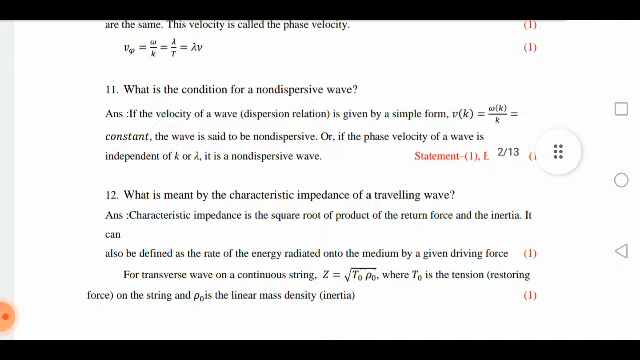 are the same. This velocity is called the phase velocity. (1)
v_φ = ω/k = λ/T = λν (1)
11. What is the condition for a nondispersive wave?
Ans :If the velocity of a wave (dispersion relation) is given by a simple form, v(k) = ω(k)/k =
constant, the wave is said to be nondispersive. Or, if the phase velocity of a wave is
independent of k or λ, it is a nondispersive wave. Statement–(1), 2/13 (1
12. What is meant by the characteristic impedance of a travelling wave?
Ans :Characteristic impedance is the square root of product of the return force and the inertia. It
can
also be defined as the rate of the energy radiated onto the medium by a given driving force (1)
For transverse wave on a continuous string, Z = √T₀ ρ₀, where T₀ is the tension (restoring
force) on the string and ρ₀is the linear mass density (inertia) (1)